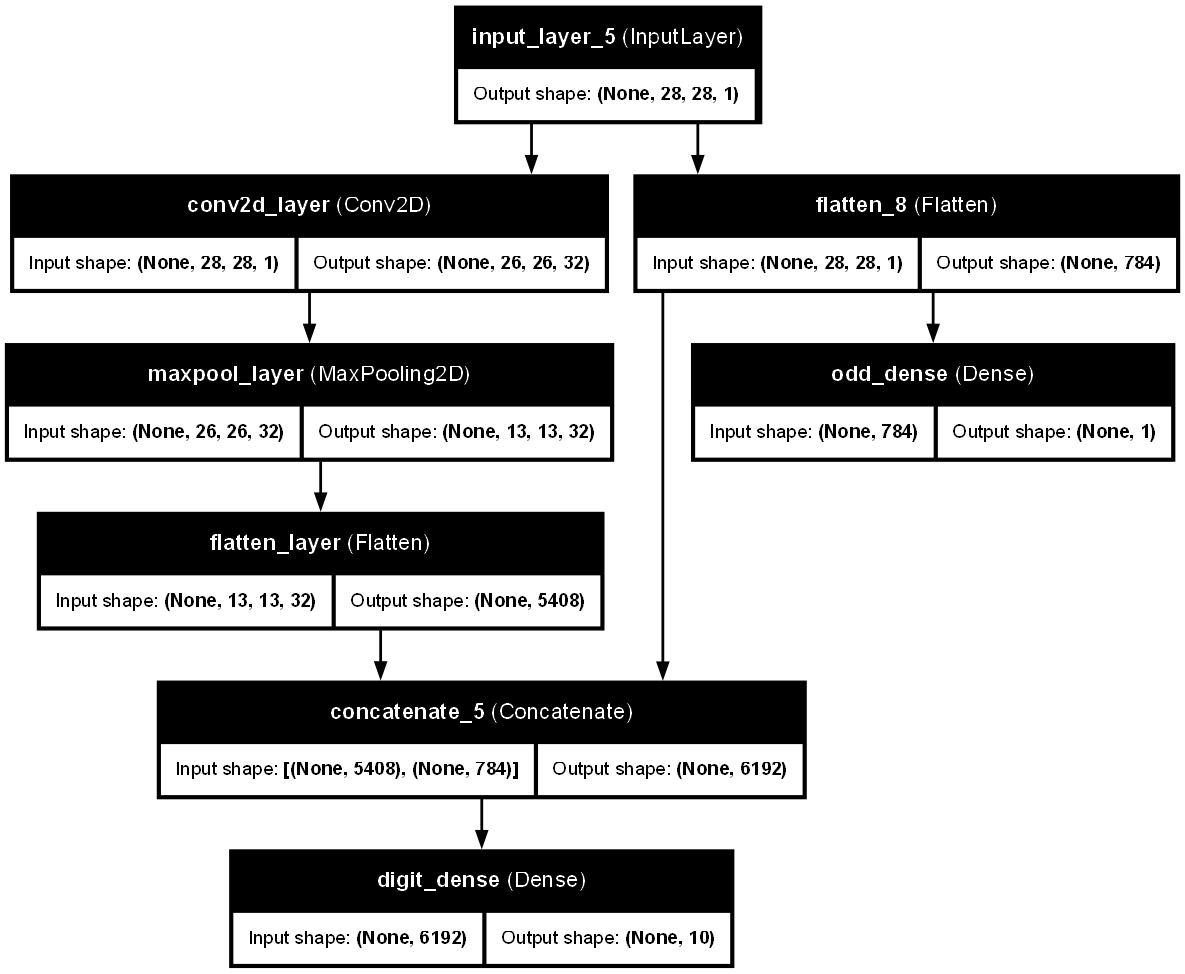 input_layer_5 (InputLayer)
Output shape: (None, 28, 28, 1)
conv2d_layer (Conv2D)
Input shape: (None, 28, 28, 1)
Output shape: (None, 26, 26, 32)
flatten_8 (Flatten)
Input shape: (None, 28, 28, 1)
Output shape: (None, 784)
maxpool_layer (MaxPooling2D)
Input shape: (None, 26, 26, 32)
Output shape: (None, 13, 13, 32)
odd_dense (Dense)
Input shape: (None, 784)
Output shape: (None, 1)
flatten_layer (Flatten)
Input shape: (None, 13, 13, 32)
Output shape: (None, 5408)
concatenate_5 (Concatenate)
Input shape: [(None, 5408), (None, 784)]
Output shape: (None, 6192)
digit_dense (Dense)
Input shape: (None, 6192)
Output shape: (None, 10)